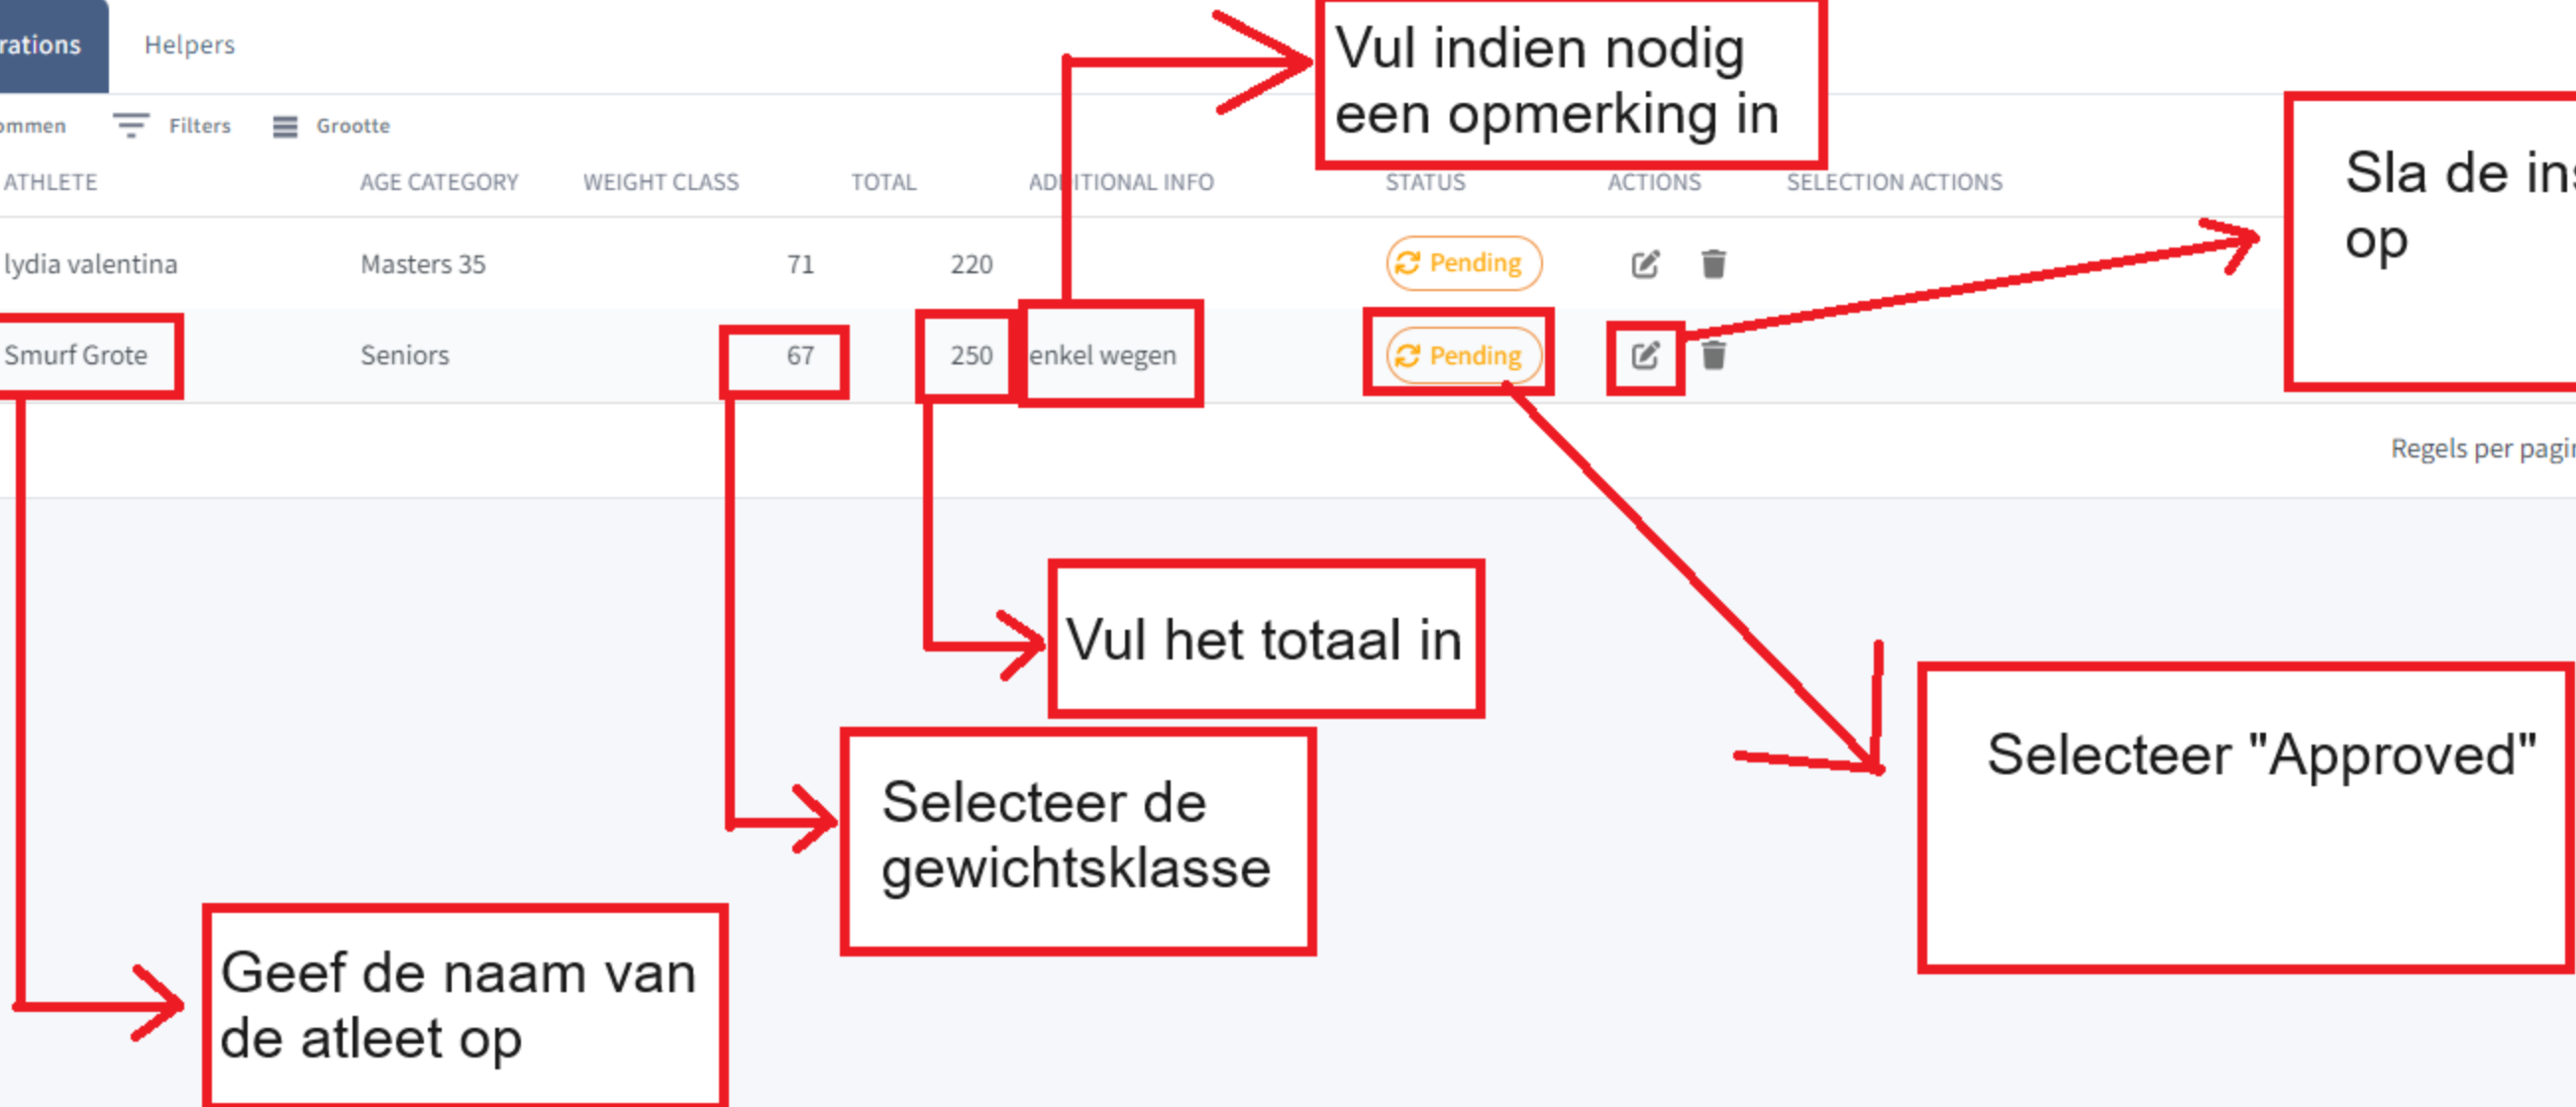 rations Helpers
ommen Filters Grootte
Vul indien nodig
een opmerking in
Sla de ins
op
ATHLETE AGE CATEGORY WEIGHT CLASS TOTAL ADDITIONAL INFO STATUS ACTIONS SELECTION ACTIONS
lydia valentina Masters 35 71 220 Pending
Smurf Grote Seniors 67 250 enkel wegen Pending
Regels per pagin
Vul het totaal in
Selecteer "Approved"
Selecteer de
gewichtsklasse
Geef de naam van
de atleet op